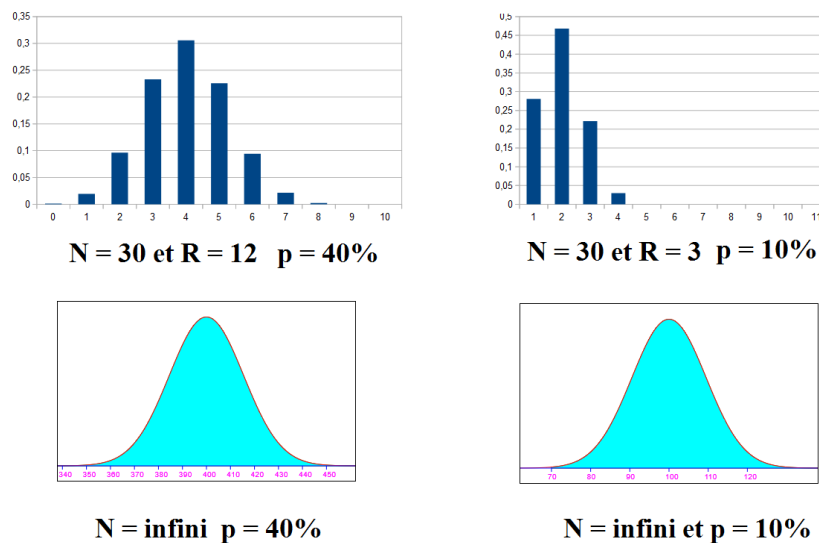 0,35
0,3
0,25
0,2
0,15
0,1
0,05
0
0 1 2 3 4 5 6 7 8 9 10
N = 30 et R = 12 p = 40%
0,5
0,45
0,4
0,35
0,3
0,25
0,2
0,15
0,1
0,05
0
1 2 3 4 5 6 7 8 9 10 11
N = 30 et R = 3 p = 10%
340 350 360 370 380 390 400 410 420 430 440 450
N = infini p = 40%
70 80 90 100 110 120
N = infini et p = 10%